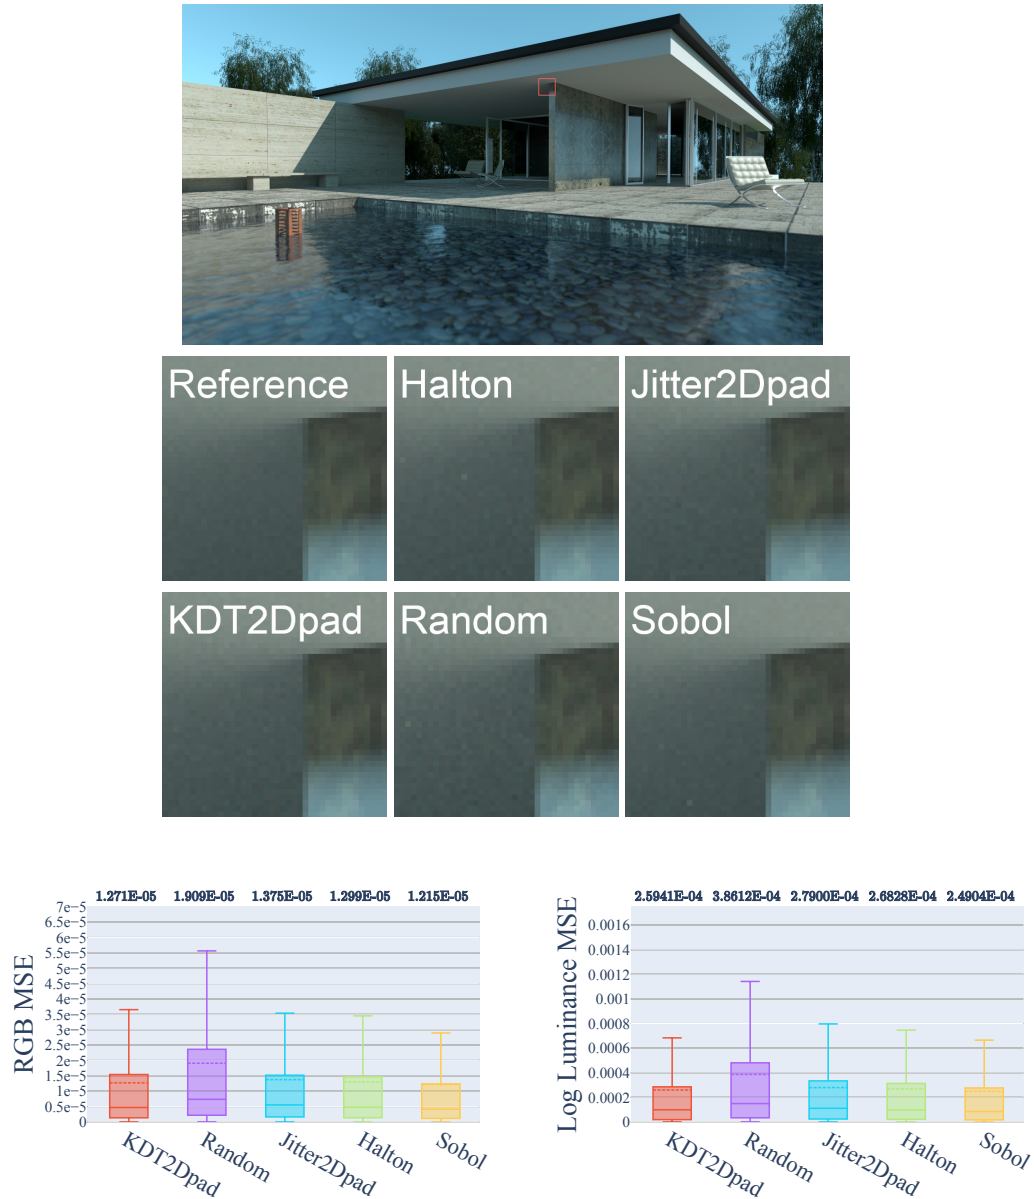 Reference
Halton
Jitter2Dpad
KDT2Dpad
Random
Sobol
1.271E-05 1.909E-05 1.375E-05 1.299E-05 1.215E-05
RGB MSE
7e−5
6.5e−5
6e−5
5.5e−5
5e−5
4.5e−5
4e−5
3.5e−5
3e−5
2.5e−5
2e−5
1.5e−5
1e−5
0.5e−5
0
KDT2Dpad
Random
Jitter2Dpad
Halton
Sobol
2.5941E-04 3.8612E-04 2.7900E-04 2.6828E-04 2.4904E-04
Log Luminance MSE
0.0016
0.0014
0.0012
0.001
0.0008
0.0006
0.0004
0.0002
0
KDT2Dpad
Random
Jitter2Dpad
Halton
Sobol